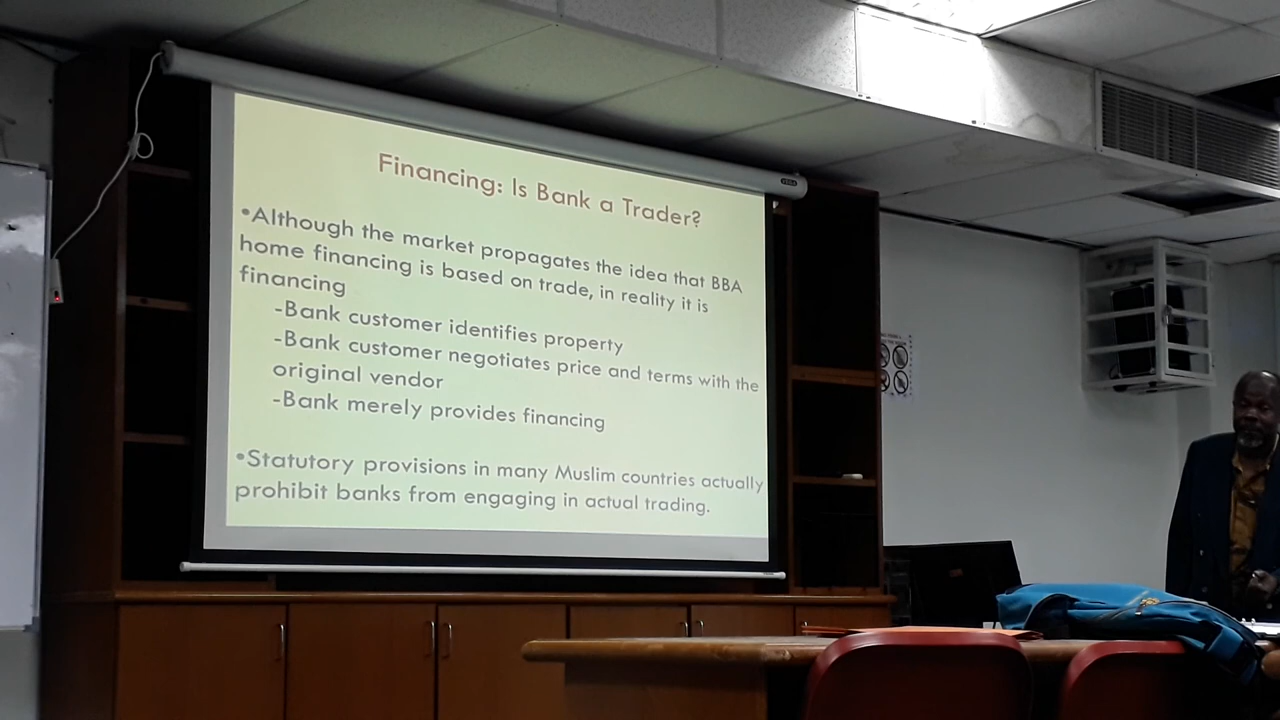 Financing: Is Bank a Trader?
•Although the market propagates the idea that BBA
home financing is based on trade, in reality it is
financing
-Bank customer identifies property
-Bank customer negotiates price and terms with the
original vendor
-Bank merely provides financing
•Statutory provisions in many Muslim countries actually
prohibit banks from engaging in actual trading.